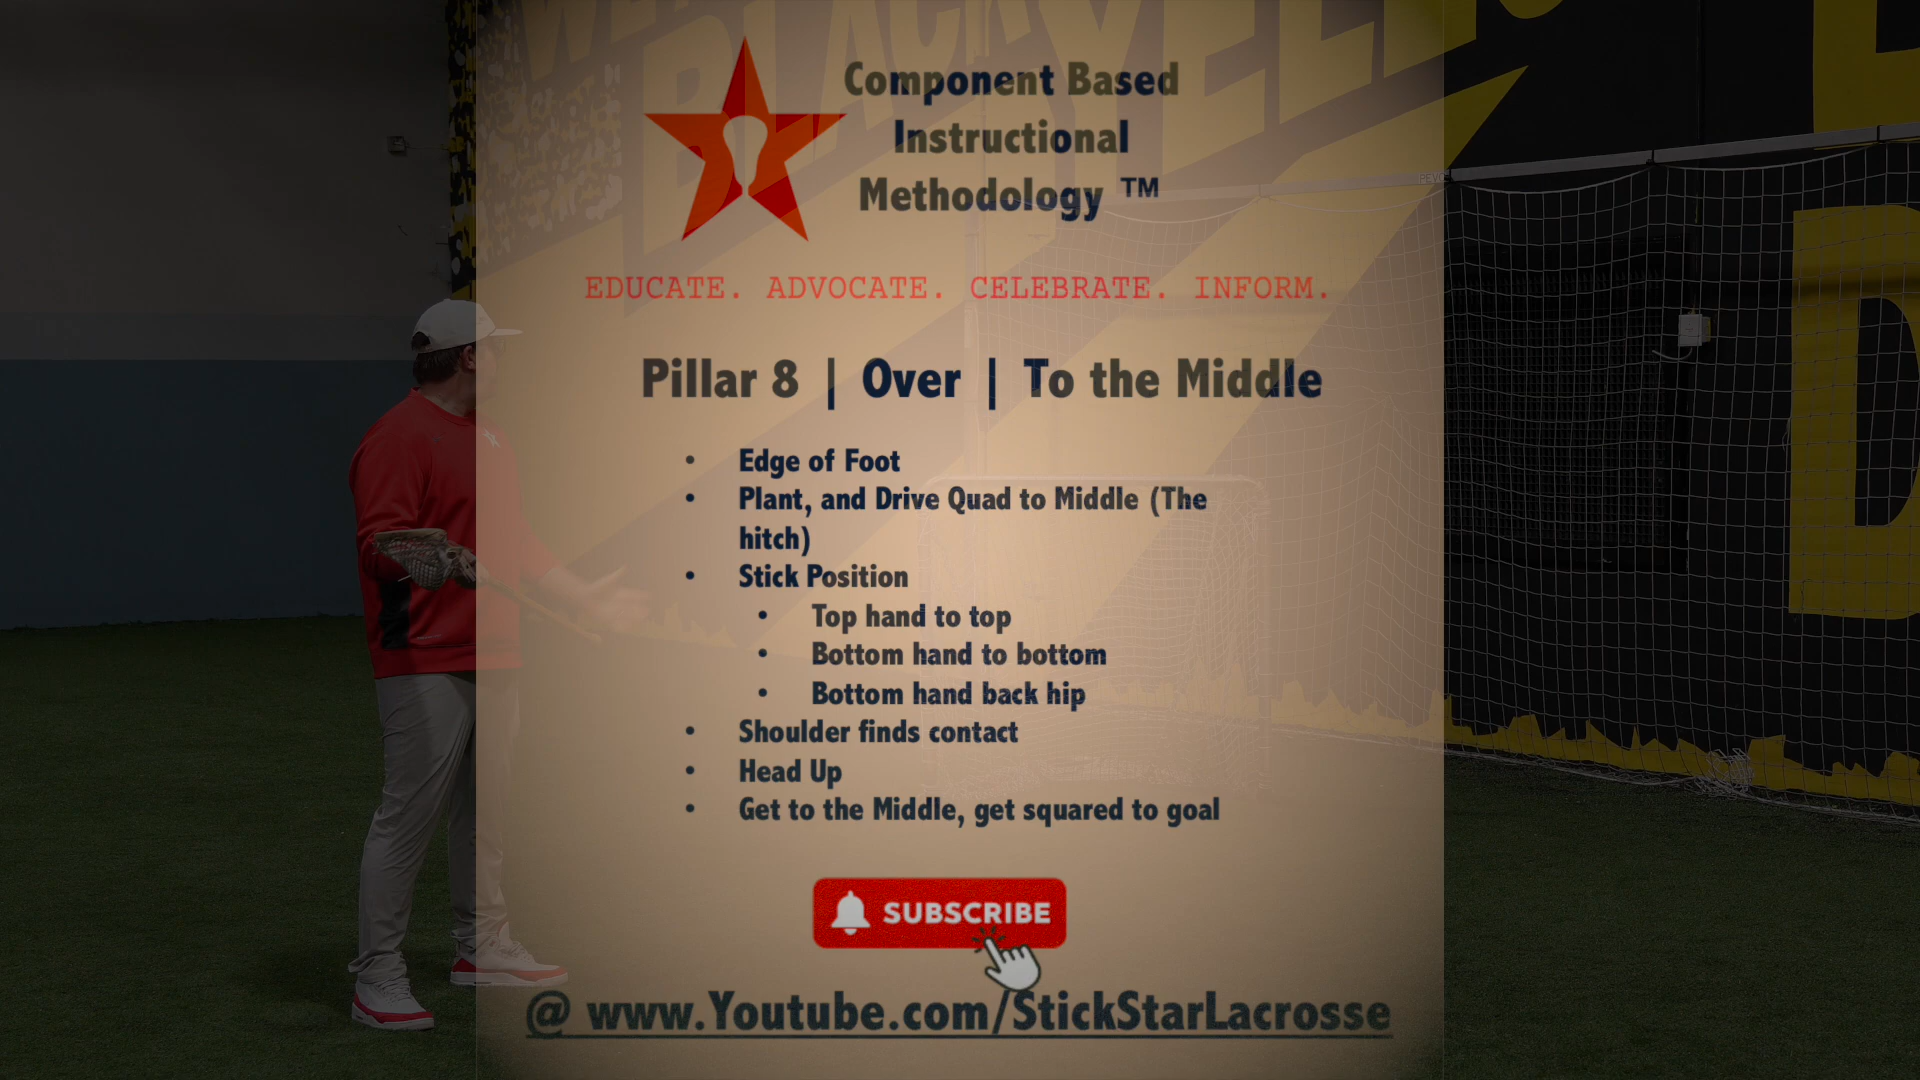 Component Based
Instructional
Methodology ™
EDUCATE. ADVOCATE. CELEBRATE. INFORM.
Pillar 8 | Over | To the Middle
• Edge of Foot
• Plant, and Drive Quad to Middle (The
hitch)
• Stick Position
• Top hand to top
• Bottom hand to bottom
• Bottom hand back hip
• Shoulder finds contact
• Head Up
• Get to the Middle, get squared to goal
SUBSCRIBE
@ www.Youtube.com/StickStarLacrosse